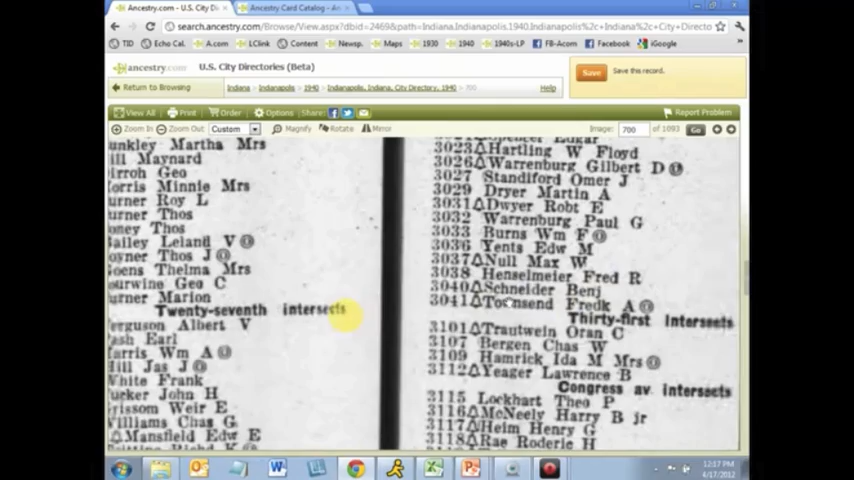 Ancestry.com - U.S. City D
Ancestry Card Catalog - An
search.ancestry.com/Browse/View.aspx?dbid=2469&path=Indiana.Indianapolis.1940.Indianapolis%2c+Indiana%2c+City+Directo
TID Echo Cal. A.com LClink Content Newsp. Maps 1930 1940 1940s-LP FB-Acorn Facebook iGoogle
ancestry.com U.S. City Directories (Beta)
Save Save this record.
Return to Browsing Indiana > Indianapolis > 1940 > Indianapolis, Indiana, City Directory, 1940 > 700 Help
View All Print Order Options Share: Report Problem
Zoom In Zoom Out Custom Magnify Rotate Mirror Image: 700 of 1093 Go
unkley Martha Mrs
ill Maynard
irroh Geo
orris Minnie Mrs
urner Roy L
urner Thos
oney Thos
ailey Leland V
oyner Thos J
oens Thelma Mrs
ourwine Geo C
urner Marion
Twenty-seventh intersects
erguson Albert V
ash Earl
arris Wm A
ill Jas J
White Frank
ucker John H
rissom Weir E
Williams Chas G
△Mansfield Edw E
Spencer Edgar
3023△Hartling W Floyd
3026△Warrenburg Gilbert D
3027 Standiford Omer J
3029 Dryer Martin A
3031△Dwyer Robt E
3032 Warrenburg Paul G
3033 Burns Wm F
3036 Yents Edw M
3037△Null Max W
3038 Henselmeier Fred R
3040△Schneider Benj
3041△Townsend Fredk A
Thirty-first intersects
3101△Trautwein Oran C
3107 Bergen Chas W
3109 Hamrick Ida M Mrs
3112△Yeager Lawrence B
Congress av intersects
3115 Lockhart Theo P
3116△McNeely Harry B jr
3117△Heim Henry G
3118△Rae Roderie H
12:17 PM
4/17/2012